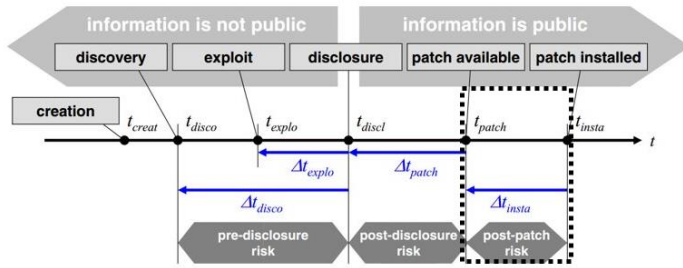 information is not public
information is public
discovery
exploit
disclosure
patch available
patch installed
creation
t_creat
t_disco
t_explo
t_discl
t_patch
t_insta
t
Δt_explo
Δt_patch
Δt_disco
Δt_insta
pre-disclosure
risk
post-disclosure
risk
post-patch
risk